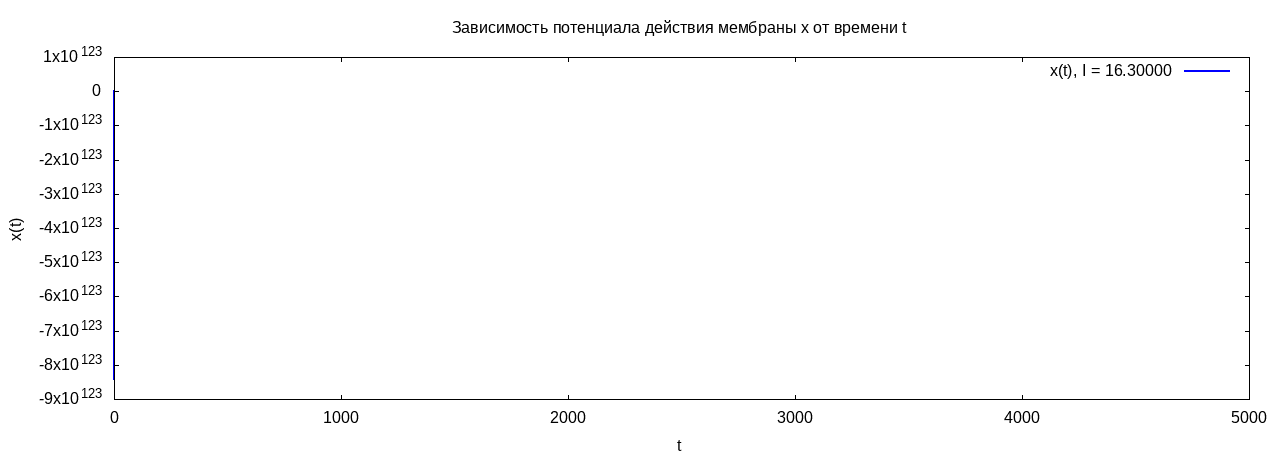 Зависимость потенциала действия мембраны x от времени t
x(t), I = 16.30000
1x10^123
0
-1x10^123
-2x10^123
-3x10^123
-4x10^123
-5x10^123
-6x10^123
-7x10^123
-8x10^123
-9x10^123
x(t)
0 1000 2000 3000 4000 5000
t